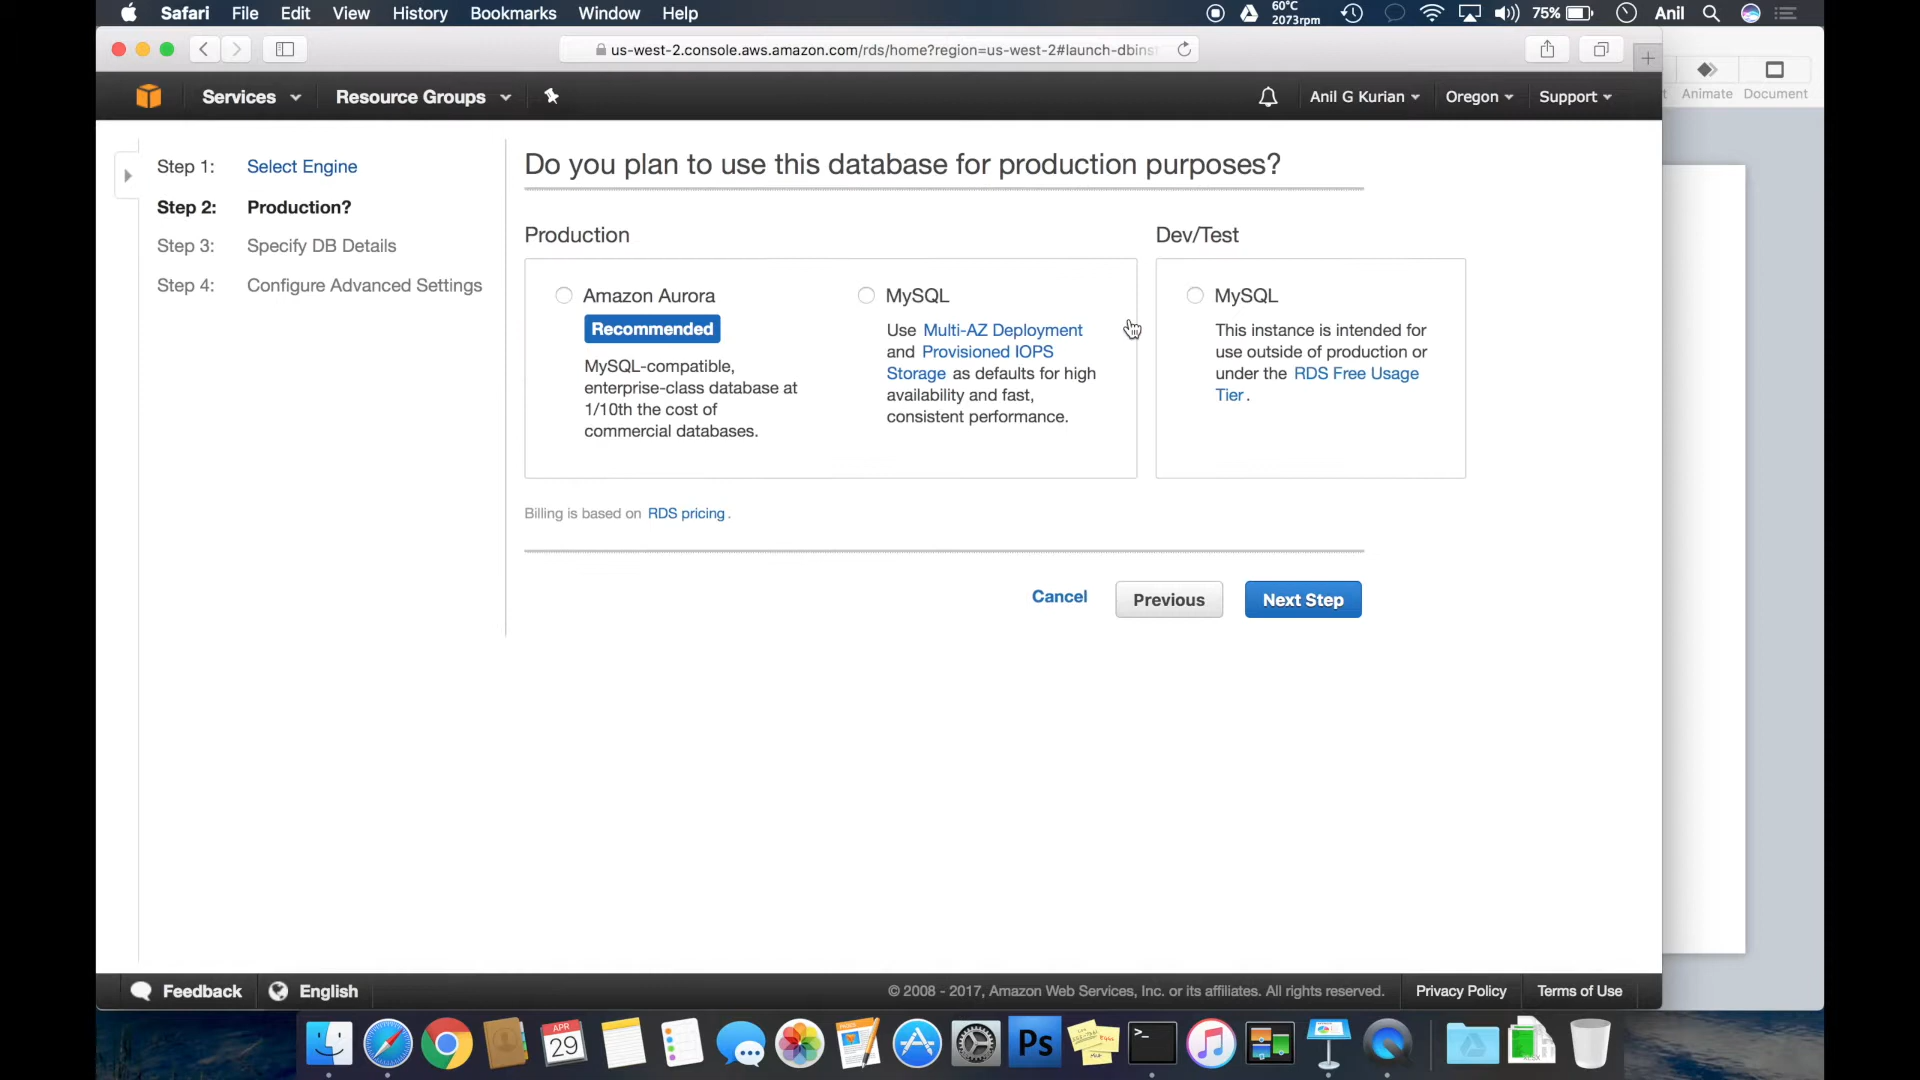 Safari File Edit View History Bookmarks Window Help 60°C 2073rpm 75% Anil
us-west-2.console.aws.amazon.com/rds/home?region=us-west-2#launch-dbinst
Animate Document
Services Resource Groups Anil G Kurian Oregon Support
Step 1: Select Engine
Step 2: Production?
Step 3: Specify DB Details
Step 4: Configure Advanced Settings
Do you plan to use this database for production purposes?
Production
Amazon Aurora
Recommended
MySQL-compatible,
enterprise-class database at
1/10th the cost of
commercial databases.
MySQL
Use Multi-AZ Deployment
and Provisioned IOPS
Storage as defaults for high
availability and fast,
consistent performance.
Dev/Test
MySQL
This instance is intended for
use outside of production or
under the RDS Free Usage
Tier .
Billing is based on RDS pricing .
Cancel Previous Next Step
Feedback English © 2008 - 2017, Amazon Web Services, Inc. or its affiliates. All rights reserved. Privacy Policy Terms of Use
APR
29
Ps